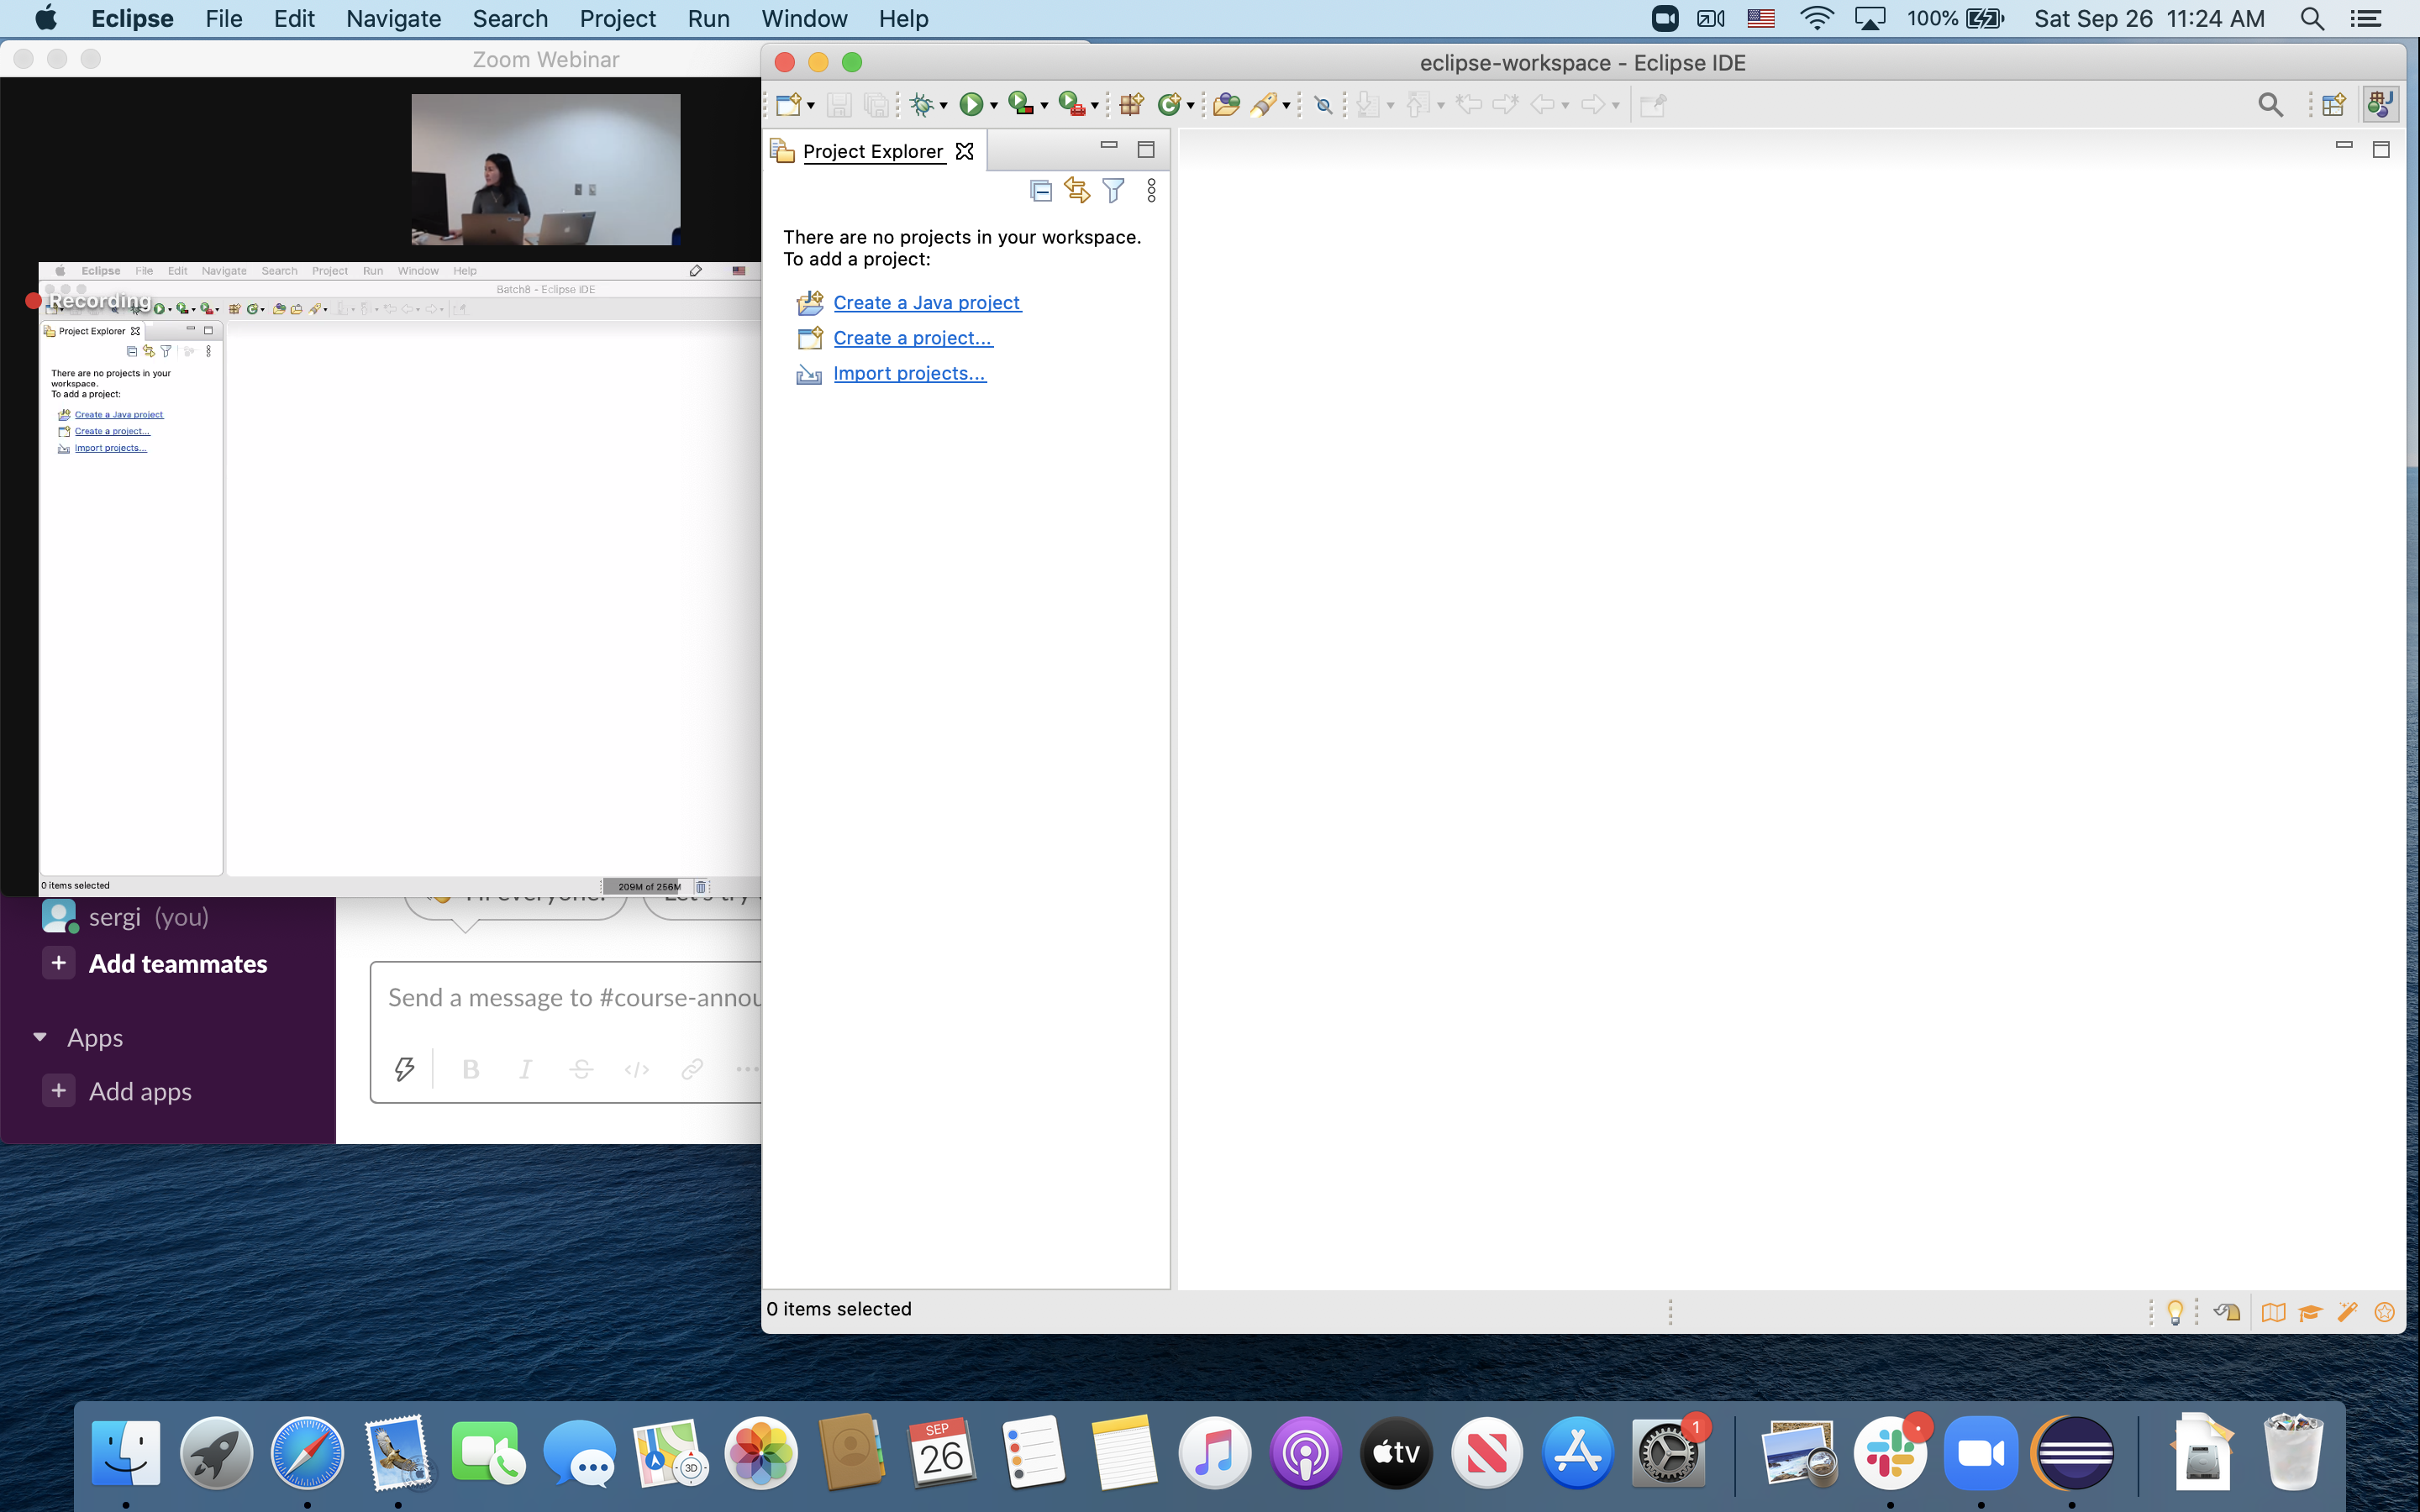 Eclipse File Edit Navigate Search Project Run Window Help 100% Sat Sep 26 11:24 AM
Zoom Webinar
eclipse-workspace - Eclipse IDE
Project Explorer
There are no projects in your workspace.
To add a project:
Create a Java project
Create a project...
Import projects...
0 items selected
Eclipse File Edit Navigate Search Project Run Window Help
Batch8 - Eclipse IDE
Recording
Project Explorer
There are no projects in your
workspace.
To add a project:
Create a Java project
Create a project...
Import projects...
0 items selected
209M of 256M
sergi (you)
Add teammates
Apps
Add apps
Send a message to #course-annou
B I S </>
SEP
26
3D
tv
1